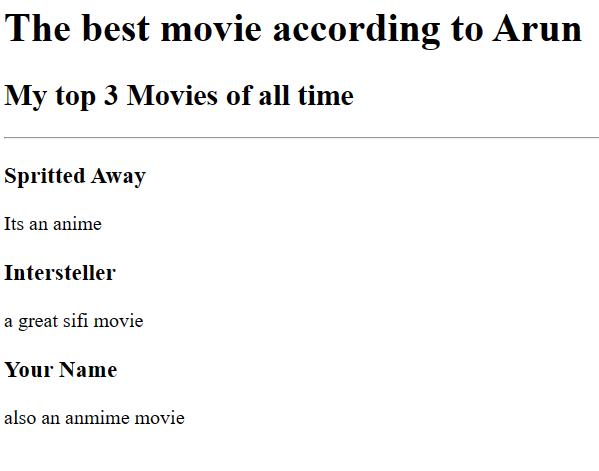 The best movie according to Arun
My top 3 Movies of all time
Spritted Away
Its an anime
Intersteller
a great sifi movie
Your Name
also an anmime movie